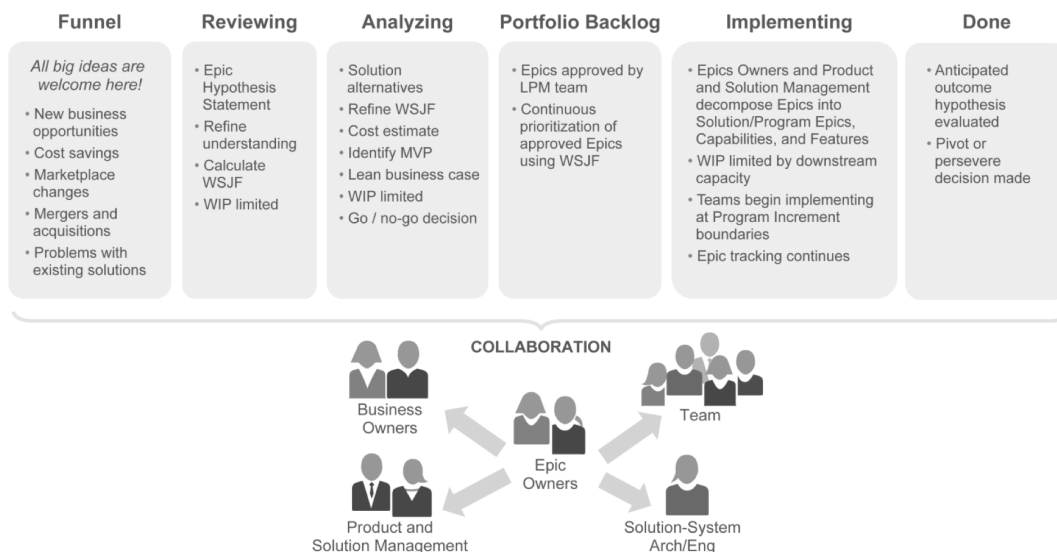 Funnel
All big ideas are
welcome here!
• New business
opportunities
• Cost savings
• Marketplace
changes
• Mergers and
acquisitions
• Problems with
existing solutions
Reviewing
• Epic
Hypothesis
Statement
• Refine
understanding
• Calculate
WSJF
• WIP limited
Analyzing
• Solution
alternatives
• Refine WSJF
• Cost estimate
• Identify MVP
• Lean business case
• WIP limited
• Go / no-go decision
Portfolio Backlog
• Epics approved by
LPM team
• Continuous
prioritization of
approved Epics
using WSJF
Implementing
• Epics Owners and Product
and Solution Management
decompose Epics into
Solution/Program Epics,
Capabilities, and Features
• WIP limited by downstream
capacity
• Teams begin implementing
at Program Increment
boundaries
• Epic tracking continues
Done
• Anticipated
outcome
hypothesis
evaluated
• Pivot or
persevere
decision made
COLLABORATION
Business
Owners
Team
Epic
Owners
Product and
Solution Management
Solution-System
Arch/Eng